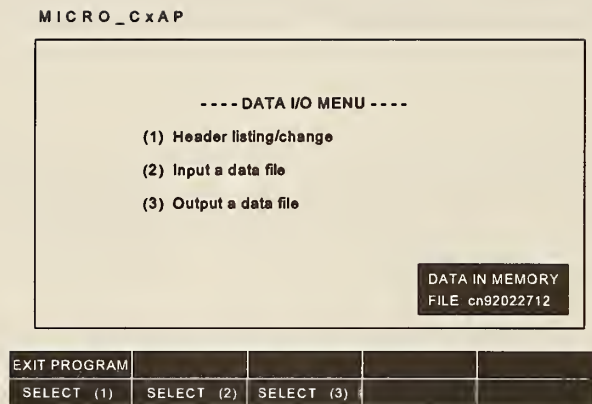 MICRO_CxAP
---- DATA I/O MENU ----
(1) Header listing/change
(2) Input a data file
(3) Output a data file
DATA IN MEMORY
FILE cn92022712
EXIT PROGRAM
SELECT (1) SELECT (2) SELECT (3)